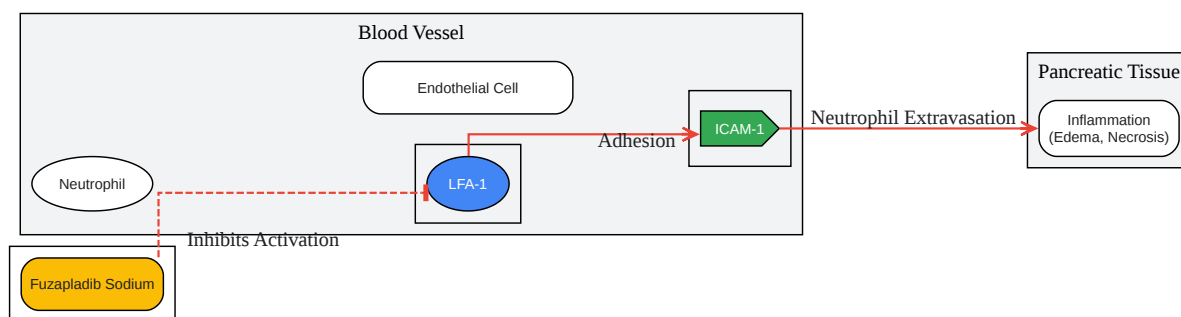 Blood Vessel
Endothelial Cell
Pancreatic Tissue
ICAM-1
Neutrophil Extravasation
Inflammation
(Edema, Necrosis)
Adhesion
Neutrophil
LFA-1
Inhibits Activation
Fuzapladib Sodium